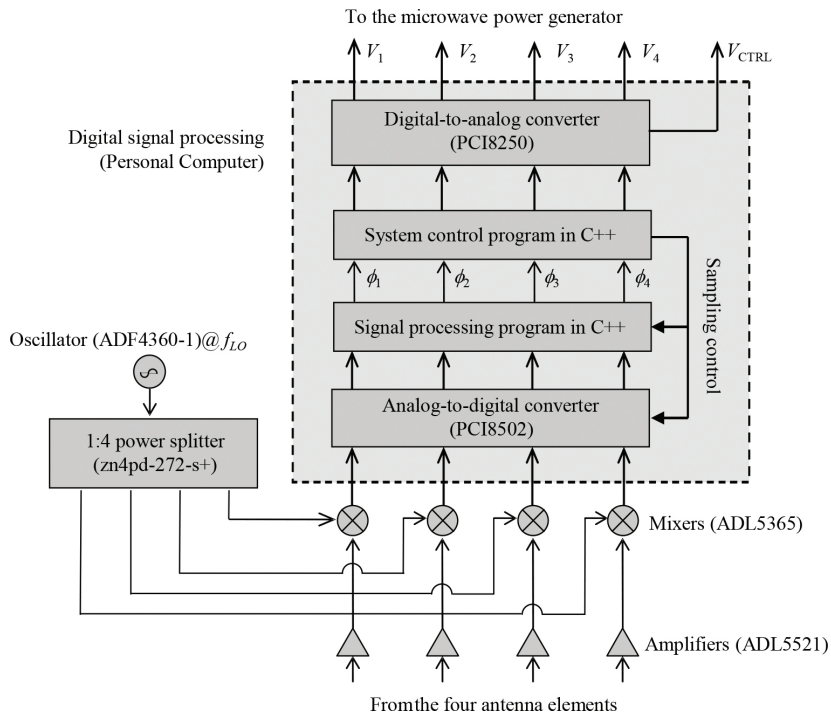 To the microwave power generator
V1 V2 V3 V4 VCTRL
Digital-to-analog converter
(PCI8250)
Digital signal processing
(Personal Computer)
System control program in C++
ϕ1 ϕ2 ϕ3 ϕ4
Sampling control
Signal processing program in C++
Oscillator (ADF4360-1)@fLO
Analog-to-digital converter
(PCI8502)
1:4 power splitter
(zn4pd-272-s+)
Mixers (ADL5365)
Amplifiers (ADL5521)
Fromthe four antenna elements